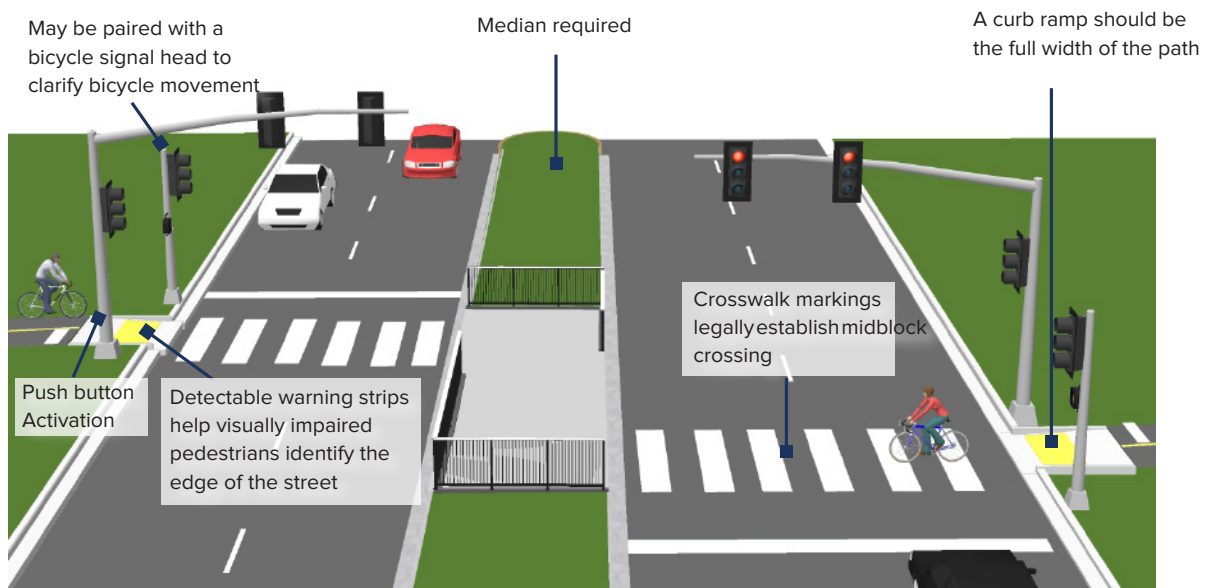 May be paired with a
bicycle signal head to
clarify bicycle movement
Median required
A curb ramp should be
the full width of the path
Crosswalk markings
legally establish midblock
crossing
Push button
Activation
Detectable warning strips
help visually impaired
pedestrians identify the
edge of the street